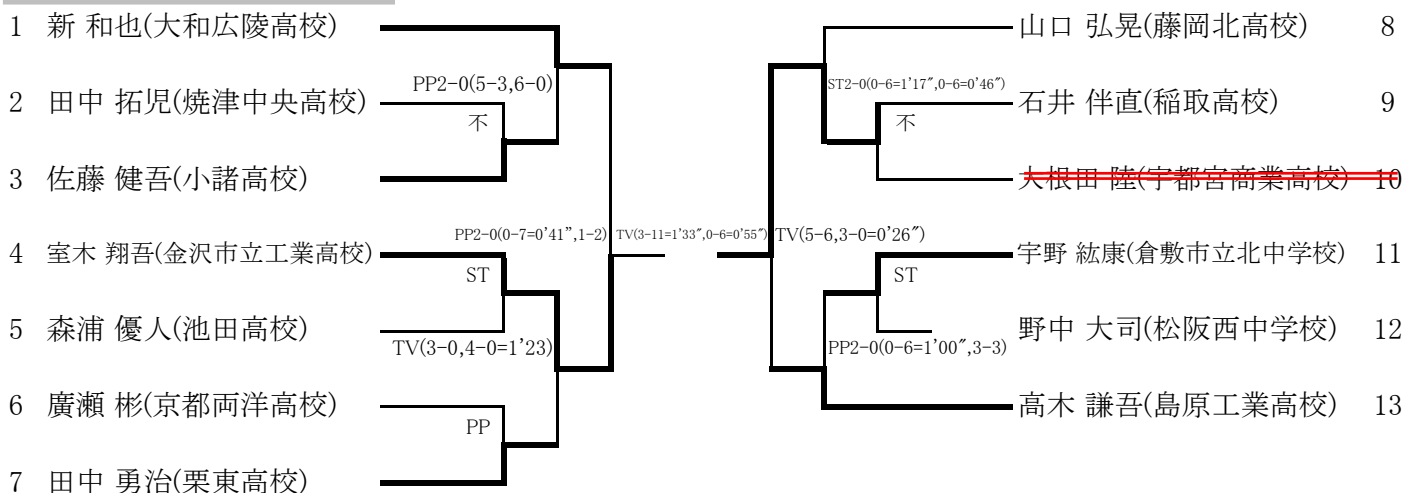 1 新 和也(大和広陵高校)
PP2-0(5-3,6-0)
2 田中 拓児(焼津中央高校)
不
3 佐藤 健吾(小諸高校)
PP2-0(0-7=0'41”,1-2)
4 室木 翔吾(金沢市立工業高校)
ST
5 森浦 優人(池田高校)
TV(3-0,4-0=1'23)
6 廣瀬 彬(京都両洋高校)
PP
7 田中 勇治(栗東高校)
TV(3-11=1'33″,0-6=0'55″)
山口 弘晃(藤岡北高校) 8
ST2-0(0-6=1'17″,0-6=0'46″)
石井 伴直(稲取高校) 9
不
大根田 陸(宇都宮商業高校) 10
TV(5-6,3-0=0'26″)
宇野 紘康(倉敷市立北中学校) 11
ST
野中 大司(松阪西中学校) 12
PP2-0(0-6=1'00″,3-3)
高木 謙吾(島原工業高校) 13